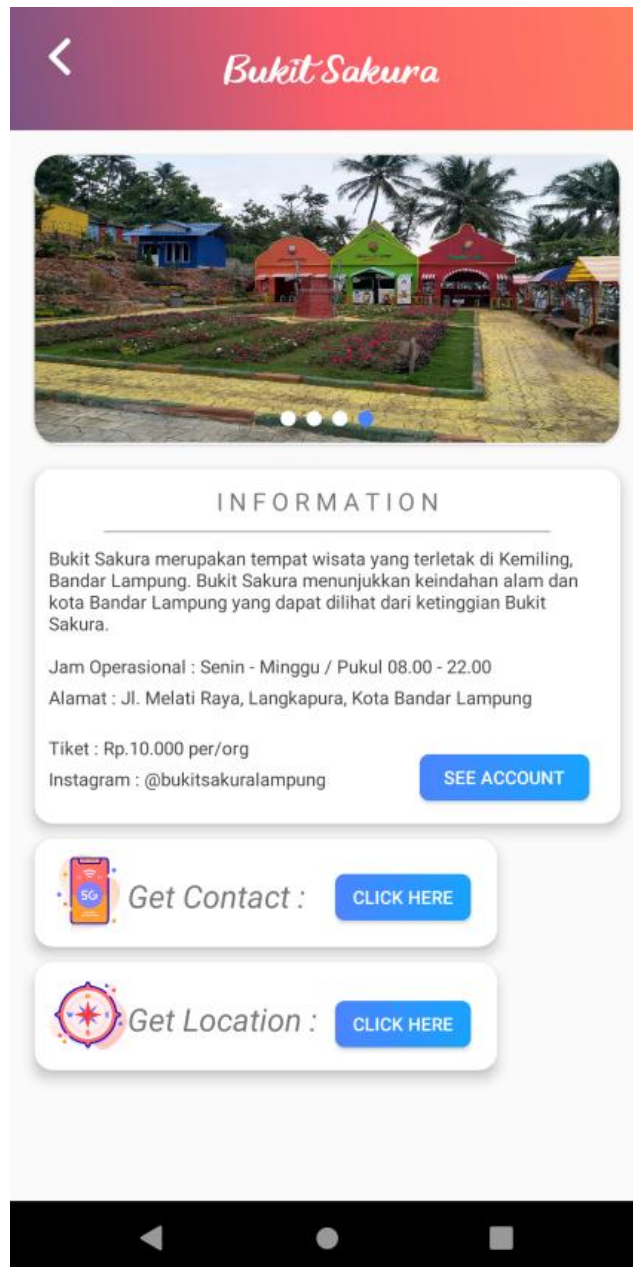 Bukit Sakura
INFORMATION
Bukit Sakura merupakan tempat wisata yang terletak di Kemiling,
Bandar Lampung. Bukit Sakura menunjukkan keindahan alam dan
kota Bandar Lampung yang dapat dilihat dari ketinggian Bukit
Sakura.
Jam Operasional : Senin - Minggu / Pukul 08.00 - 22.00
Alamat : Jl. Melati Raya, Langkapura, Kota Bandar Lampung
Tiket : Rp.10.000 per/org
Instagram : @bukitsakuralampung
SEE ACCOUNT
5G
Get Contact :
CLICK HERE
Get Location :
CLICK HERE